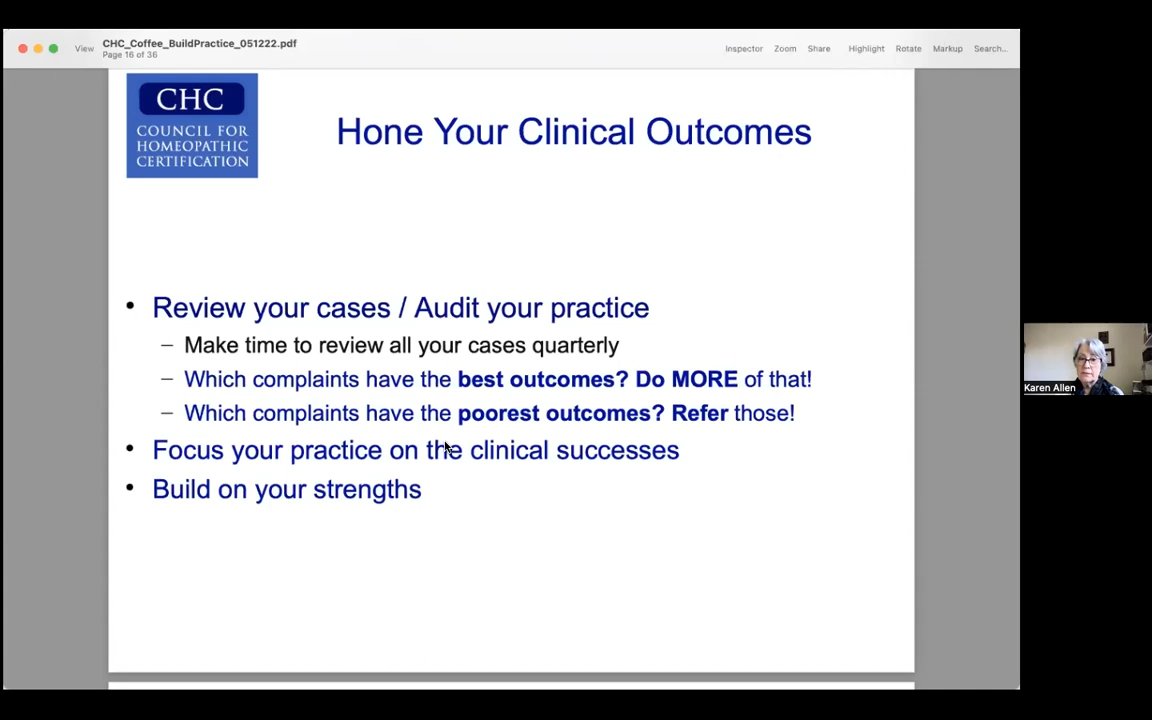 View
CHC_Coffee_BuildPractice_051222.pdf
Page 16 of 36
Inspector Zoom Share Highlight Rotate Markup Search...
CHC
COUNCIL FOR
HOMEOPATHIC
CERTIFICATION
Hone Your Clinical Outcomes
• Review your cases / Audit your practice
– Make time to review all your cases quarterly
– Which complaints have the best outcomes? Do MORE of that!
– Which complaints have the poorest outcomes? Refer those!
• Focus your practice on the clinical successes
• Build on your strengths
Karen Allen